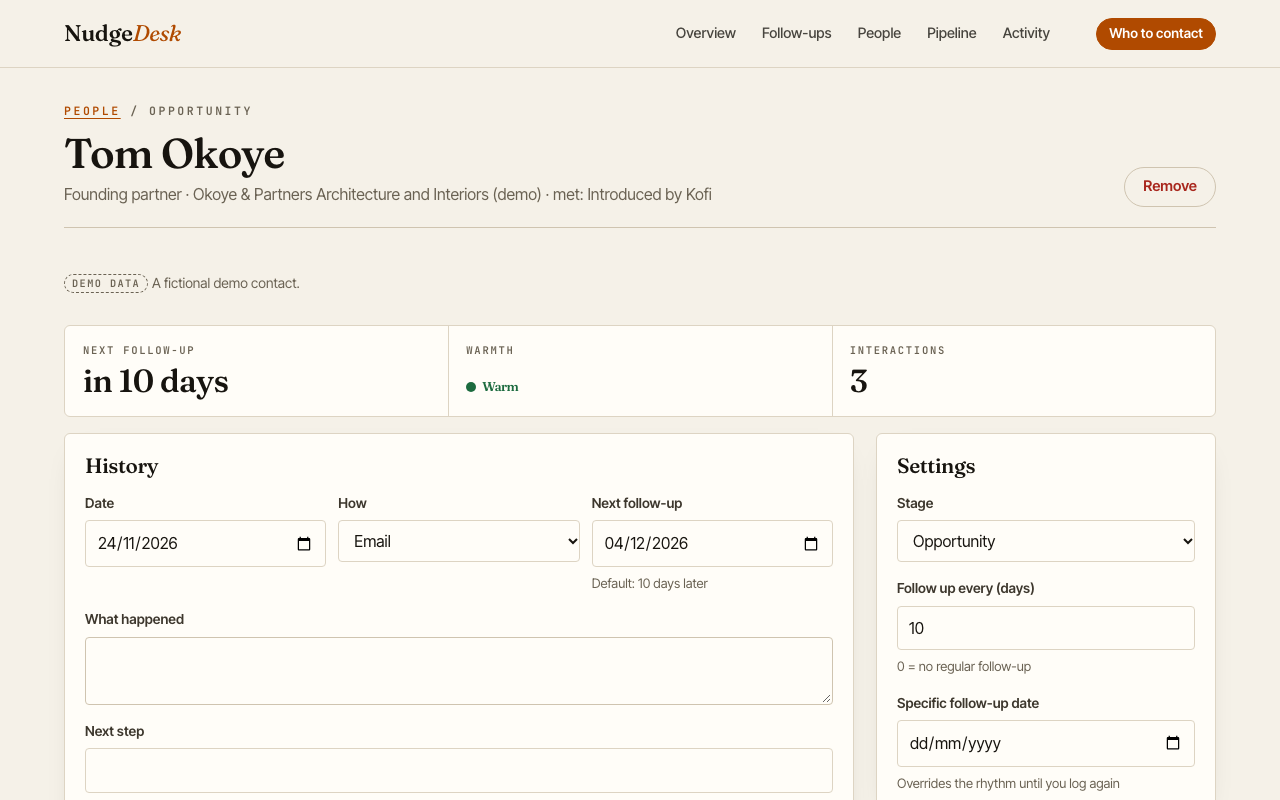 NudgeDesk
Overview Follow-ups People Pipeline Activity Who to contact
PEOPLE / OPPORTUNITY
Tom Okoye
Founding partner · Okoye & Partners Architecture and Interiors (demo) · met: Introduced by Kofi
Remove
DEMO DATA A fictional demo contact.
NEXT FOLLOW-UP
in 10 days
WARMTH
Warm
INTERACTIONS
3
History
Date
24/11/2026
How
Email
Next follow-up
04/12/2026
Default: 10 days later
What happened
Next step
Settings
Stage
Opportunity
Follow up every (days)
10
0 = no regular follow-up
Specific follow-up date
dd/mm/yyyy
Overrides the rhythm until you log again